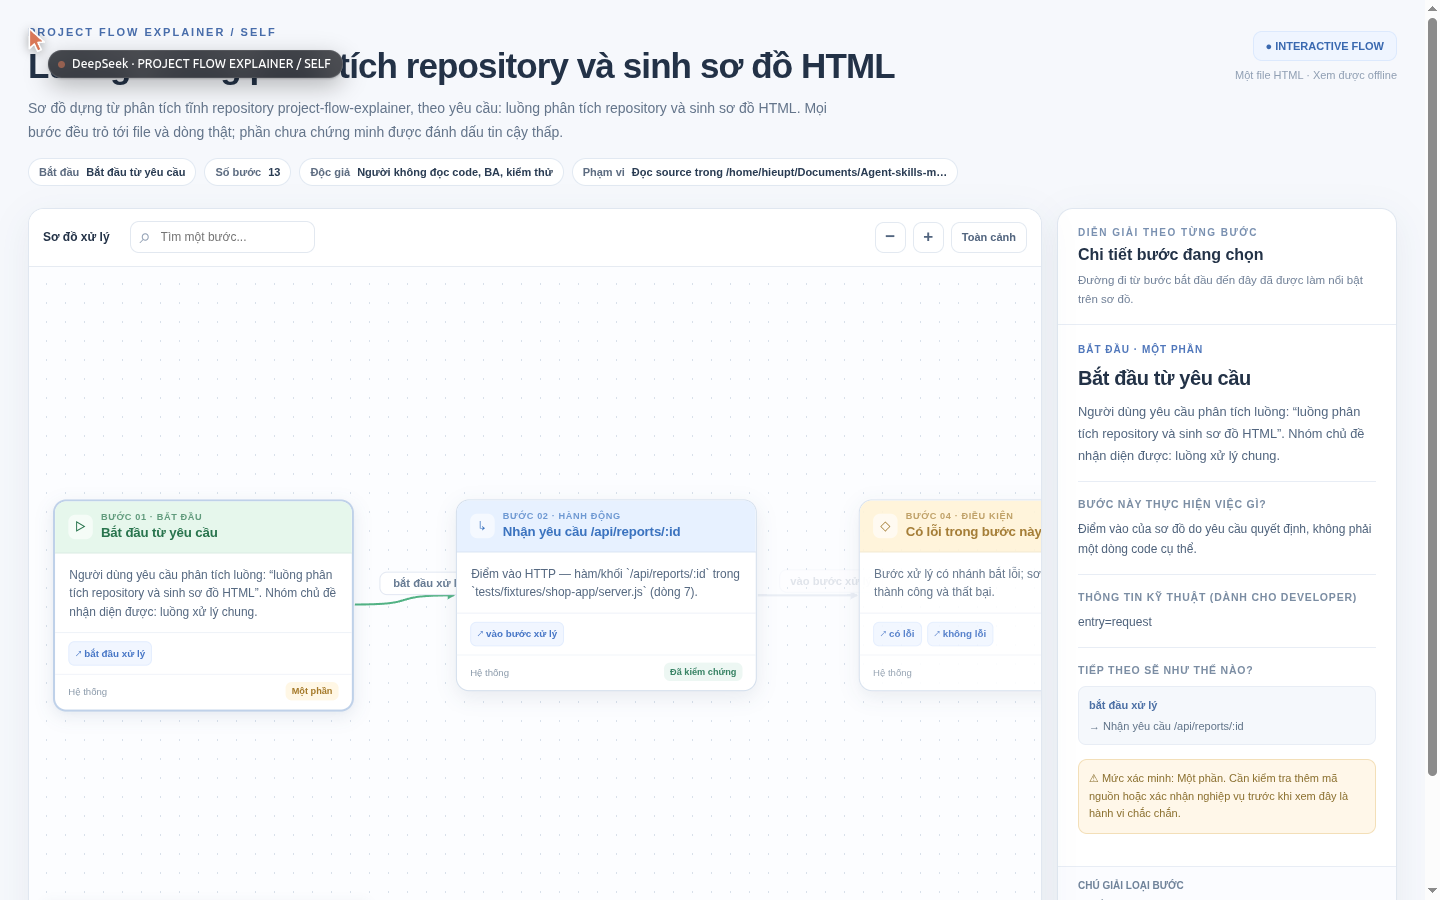 PROJECT FLOW EXPLAINER / SELF
DeepSeek · PROJECT FLOW EXPLAINER / SELF
tích repository và sinh sơ đồ HTML
● INTERACTIVE FLOW
Một file HTML · Xem được offline
Sơ đồ dựng từ phân tích tĩnh repository project-flow-explainer, theo yêu cầu: luồng phân tích repository và sinh sơ đồ HTML. Mọi
bước đều trỏ tới file và dòng thật; phần chưa chứng minh được đánh dấu tin cậy thấp.
Bắt đầu Bắt đầu từ yêu cầu
Số bước 13
Độc giả Người không đọc code, BA, kiểm thử
Phạm vi Đọc source trong /home/hieupt/Documents/Agent-skills-m…
Sơ đồ xử lý
Tìm một bước...
−
+
Toàn cảnh
BƯỚC 01 · BẮT ĐẦU
Bắt đầu từ yêu cầu
Người dùng yêu cầu phân tích luồng: “luồng phân
tích repository và sinh sơ đồ HTML”. Nhóm chủ đề
nhận diện được: luồng xử lý chung.
↗ bắt đầu xử lý
Hệ thống
Một phần
bắt đầu xử l
BƯỚC 02 · HÀNH ĐỘNG
Nhận yêu cầu /api/reports/:id
Điểm vào HTTP — hàm/khối `/api/reports/:id` trong
`tests/fixtures/shop-app/server.js` (dòng 7).
↗ vào bước xử lý
Hệ thống
Đã kiểm chứng
vào bước xử
BƯỚC 04 · ĐIỀU KIỆN
Có lỗi trong bước này
Bước xử lý có nhánh bắt lỗi; sơ
thành công và thất bại.
↗ có lỗi
↗ không lỗi
Hệ thống
DIỄN GIẢI THEO TỪNG BƯỚC
Chi tiết bước đang chọn
Đường đi từ bước bắt đầu đến đây đã được làm nổi bật
trên sơ đồ.
BẮT ĐẦU · MỘT PHẦN
Bắt đầu từ yêu cầu
Người dùng yêu cầu phân tích luồng: “luồng phân
tích repository và sinh sơ đồ HTML”. Nhóm chủ đề
nhận diện được: luồng xử lý chung.
BƯỚC NÀY THỰC HIỆN VIỆC GÌ?
Điểm vào của sơ đồ do yêu cầu quyết định, không phải
một dòng code cụ thể.
THÔNG TIN KỸ THUẬT (DÀNH CHO DEVELOPER)
entry=request
TIẾP THEO SẼ NHƯ THẾ NÀO?
bắt đầu xử lý
→ Nhận yêu cầu /api/reports/:id
⚠ Mức xác minh: Một phần. Cần kiểm tra thêm mã
nguồn hoặc xác nhận nghiệp vụ trước khi xem đây là
hành vi chắc chắn.
CHÚ GIẢI LOẠI BƯỚC